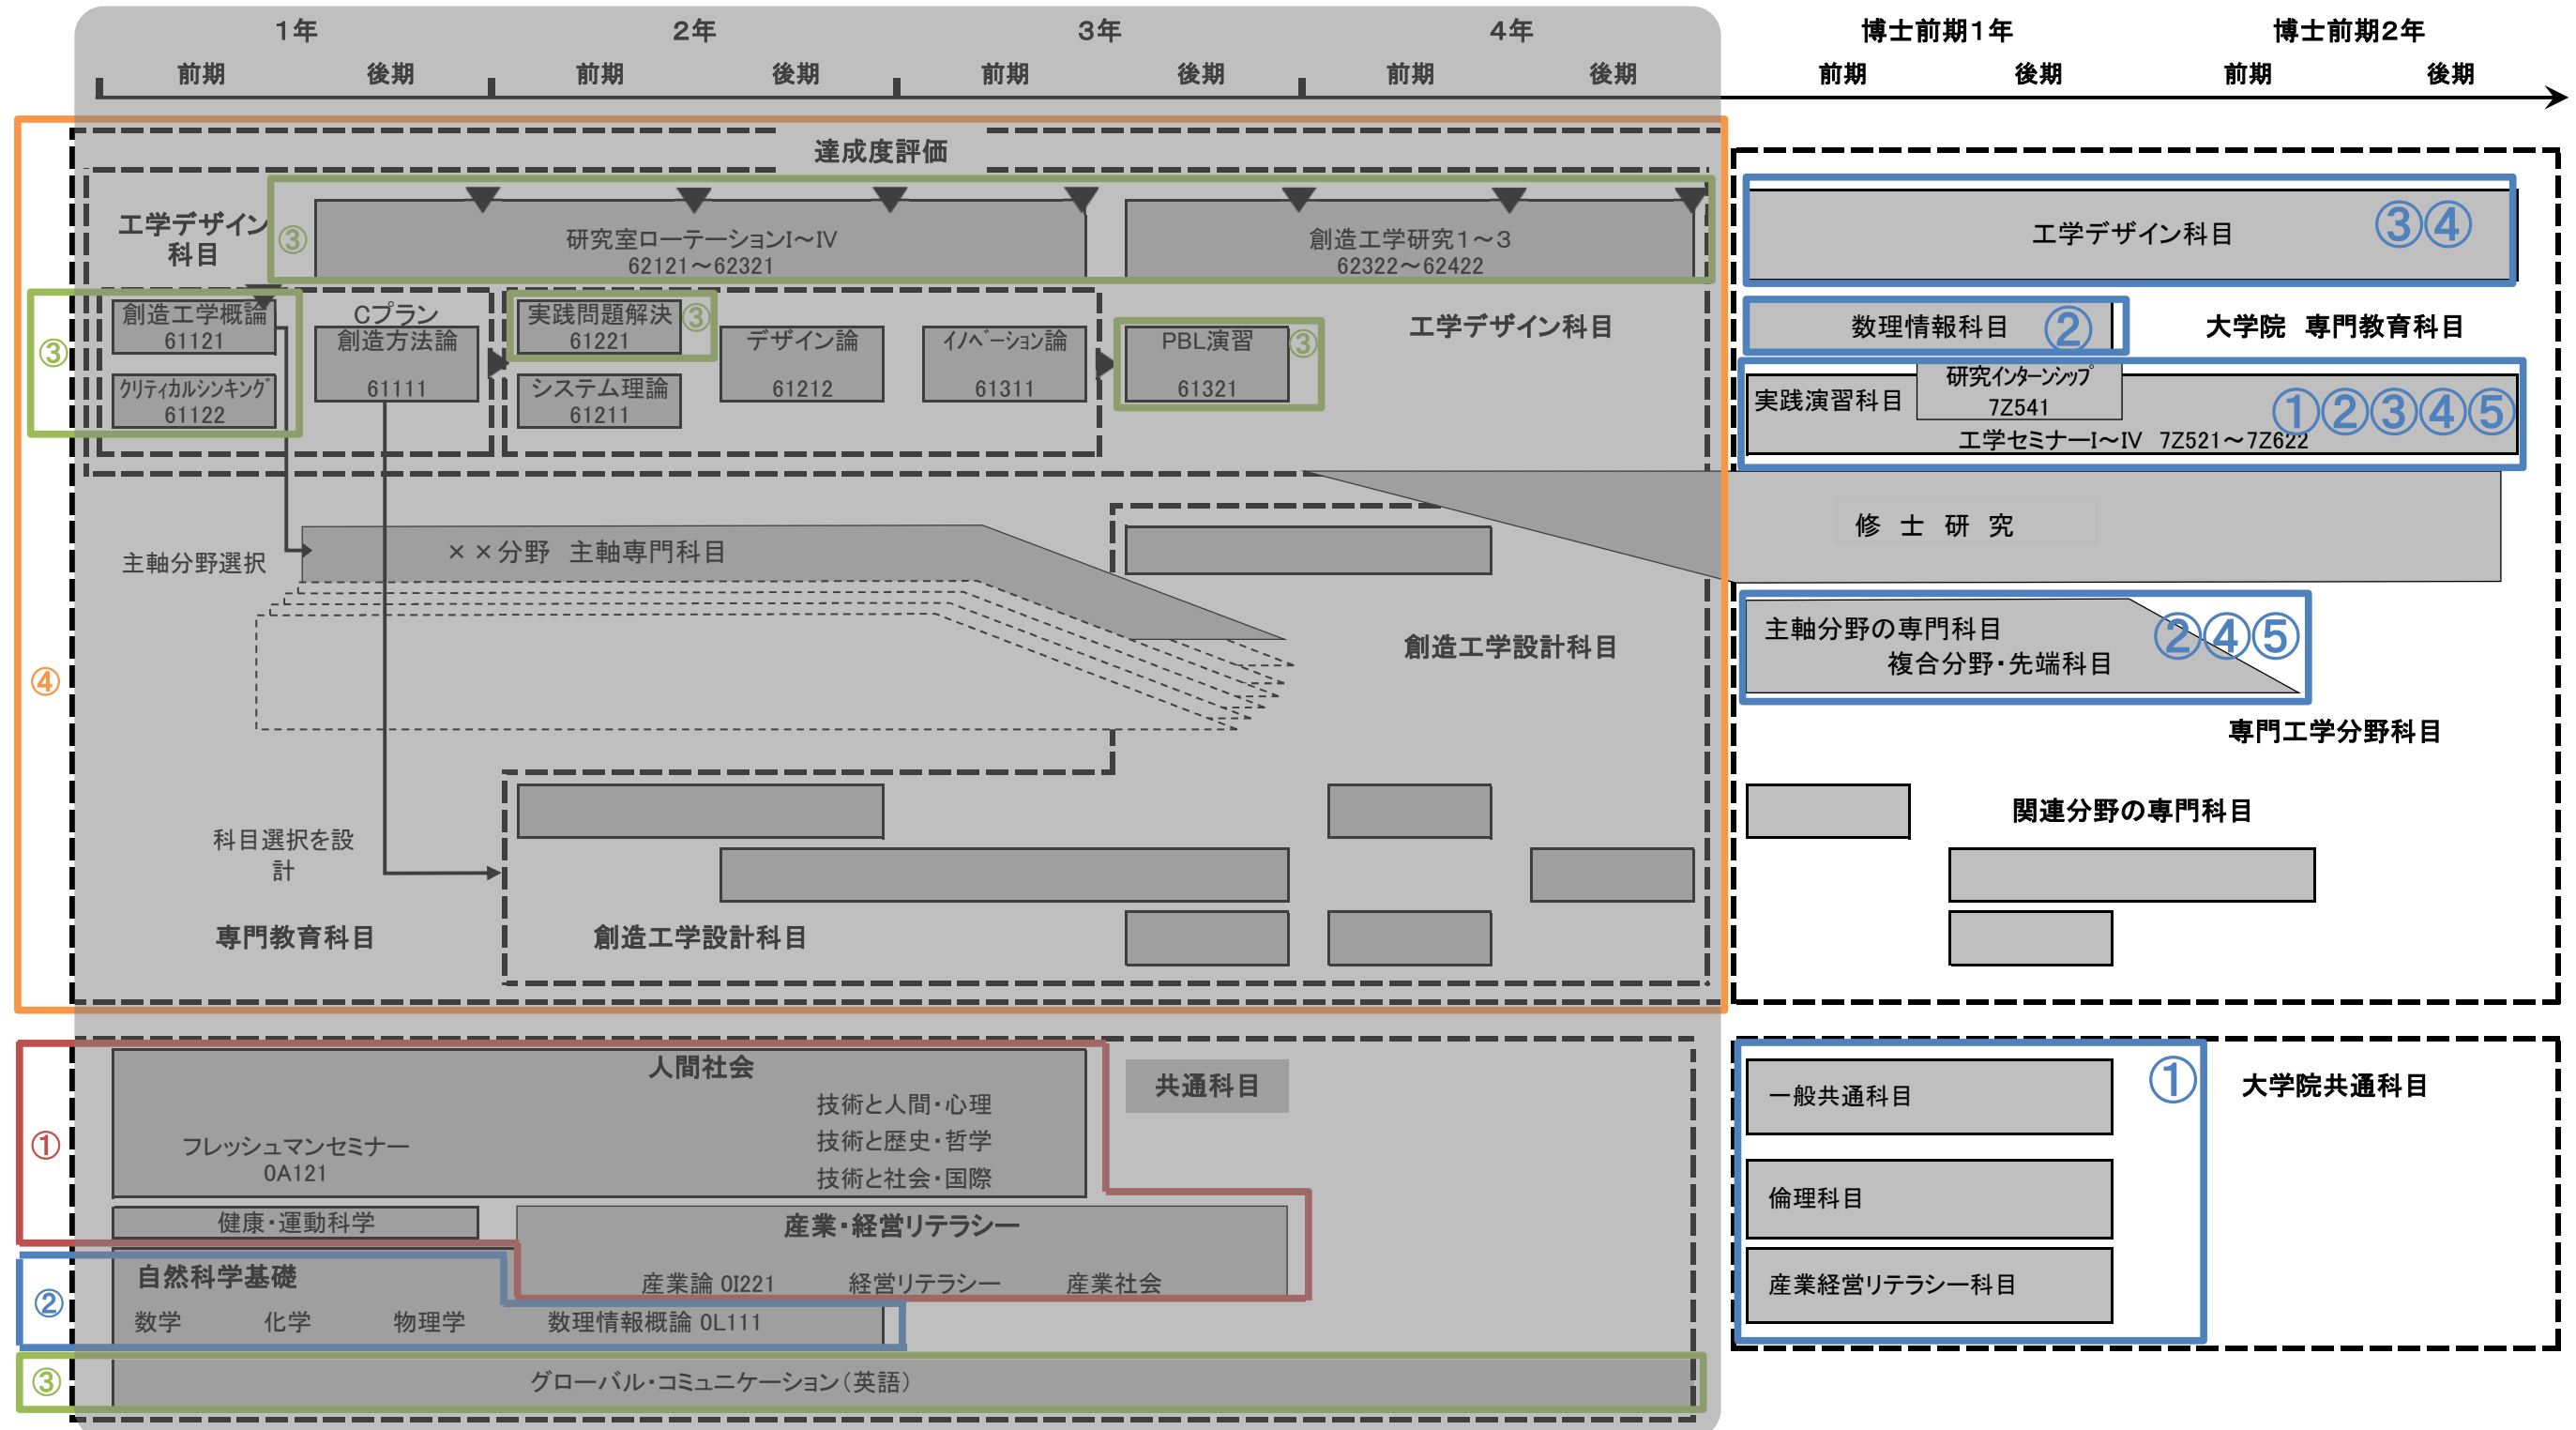 1年
2年
3年
4年
博士前期1年
博士前期2年
前期
後期
前期
後期
前期
後期
前期
後期
前期
後期
前期
後期
達成度評価
工学デザイン
科目
③
研究室ローテーションI～IV
62121～62321
創造工学研究1～3
62322～62422
工学デザイン科目
③④
③
創造工学概論
61121
クリティカルシンキング
61122
Cプラン
創造方法論
61111
実践問題解決
61221
③
システム理論
61211
デザイン論
61212
イノベーション論
61311
PBL演習
61321
③
工学デザイン科目
数理情報科目
②
大学院 専門教育科目
実践演習科目
研究インターンシップ
7Z541
①②③④⑤
工学セミナーI～IV 7Z521～7Z622
④
主軸分野選択
××分野 主軸専門科目
修 士 研 究
創造工学設計科目
主軸分野の専門科目
複合分野・先端科目
②④⑤
専門工学分野科目
科目選択を設
計
関連分野の専門科目
専門教育科目
創造工学設計科目
①
人間社会
技術と人間・心理
技術と歴史・哲学
技術と社会・国際
フレッシュマンセミナー
0A121
共通科目
健康・運動科学
産業・経営リテラシー
産業論 0I221
経営リテラシー
産業社会
②
自然科学基礎
数学
化学
物理学
数理情報概論 0L111
③
グローバル・コミュニケーション(英語)
一般共通科目
①
大学院共通科目
倫理科目
産業経営リテラシー科目